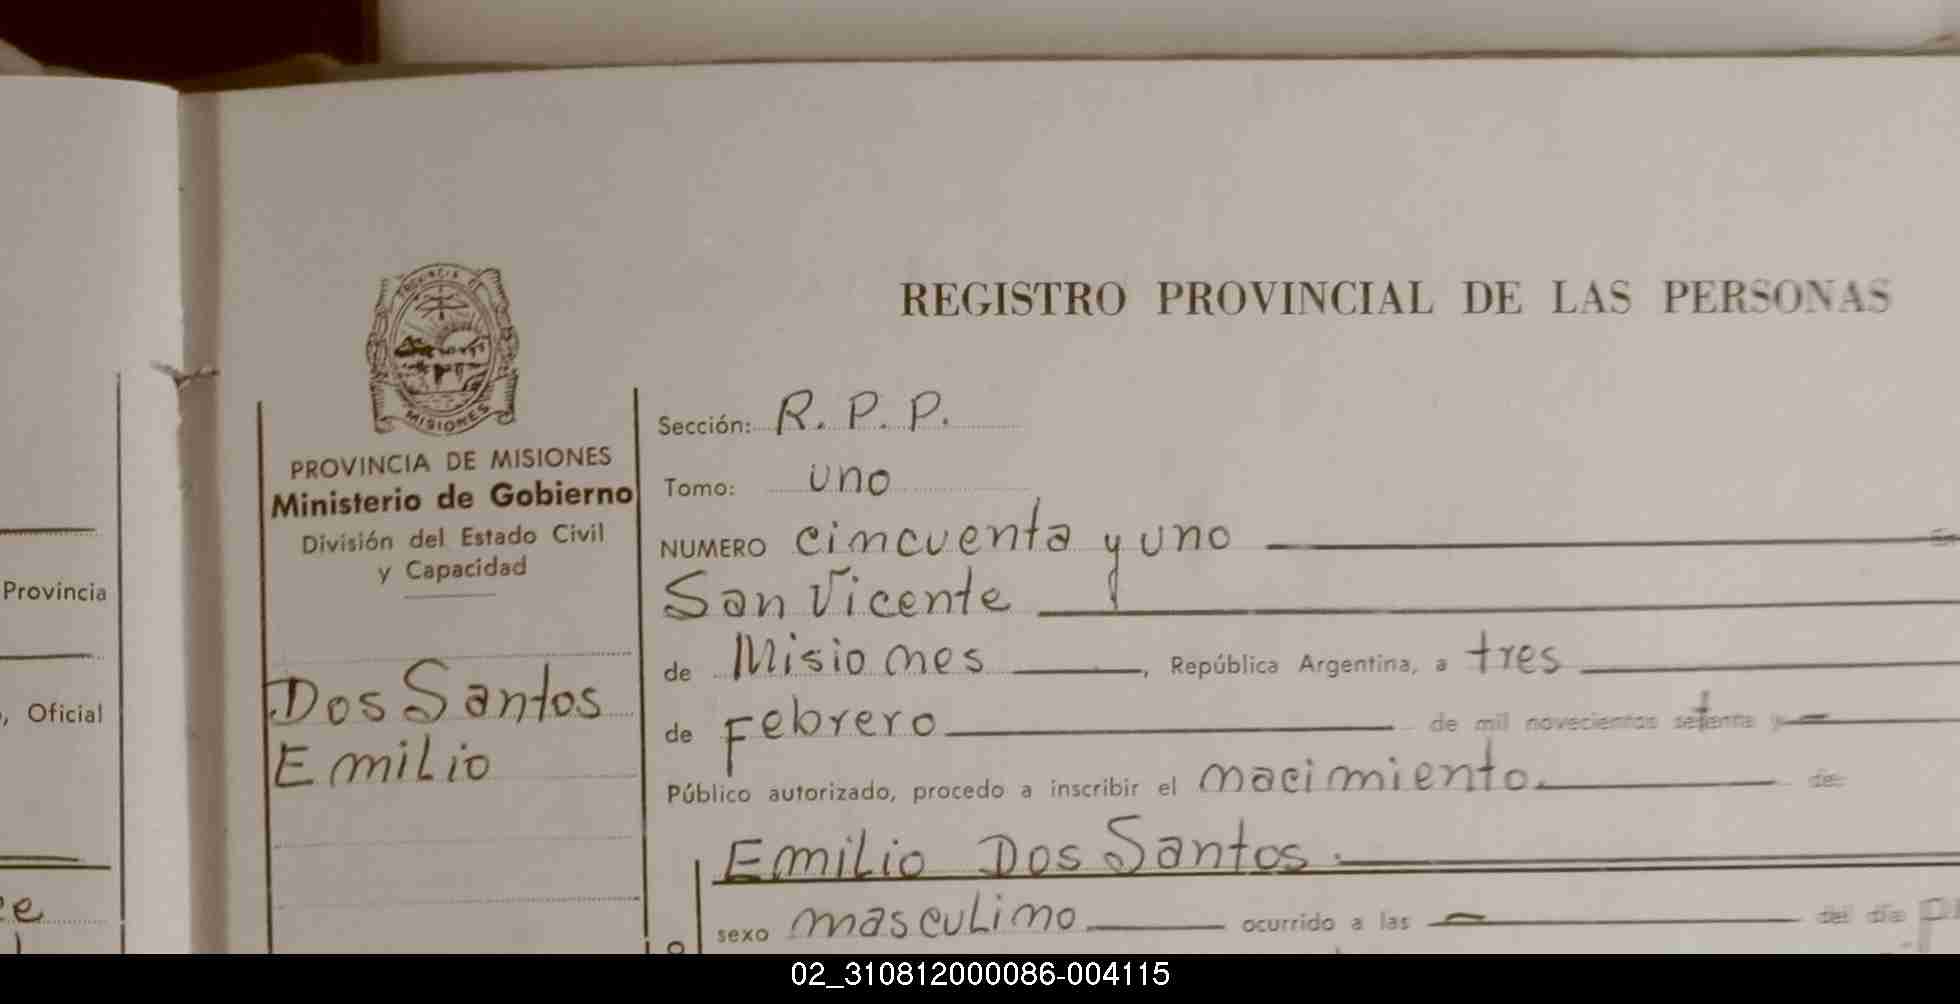 REGISTRO PROVINCIAL DE LAS PERSONAS
PROVINCIA
MISIONES
PROVINCIA DE MISIONES
Ministerio de Gobierno
División del Estado Civil
y Capacidad
Dos Santos
Emilio
Sección: R. P. P.
Tomo: uno
NUMERO cincuenta y uno
San Vicente
de Misiones , República Argentina, a tres
de Febrero de mil novecientos setenta y
Público autorizado, procedo a inscribir el nacimiento. de
Emilio Dos Santos.
sexo masculino ocurrido a las del día
Provincia
, Oficial
02_310812000086-004115